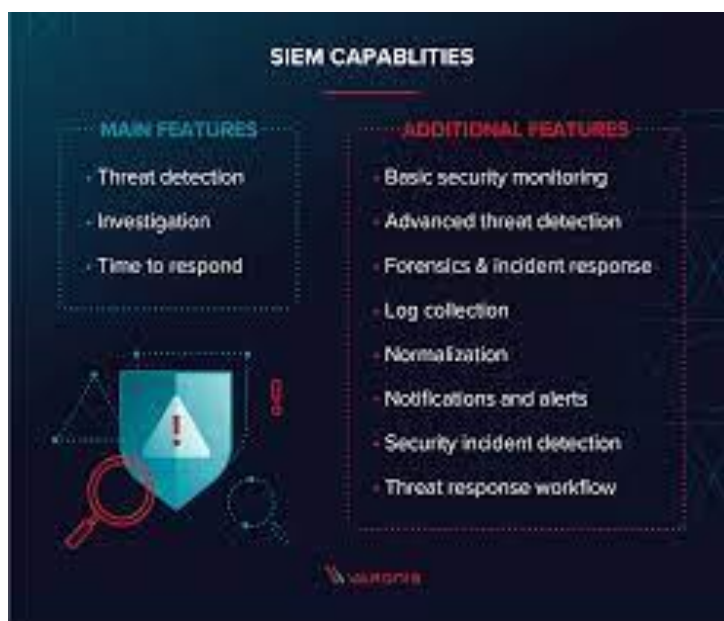 SIEM CAPABLITIES
MAIN FEATURES
- Threat detection
- Investigation
- Time to respond
ADDITIONAL FEATURES
- Basic security monitoring
- Advanced threat detection
- Forensics & incident response
- Log collection
- Normalization
- Notifications and alerts
- Security incident detection
- Threat response workflow
!
!
VARONIS